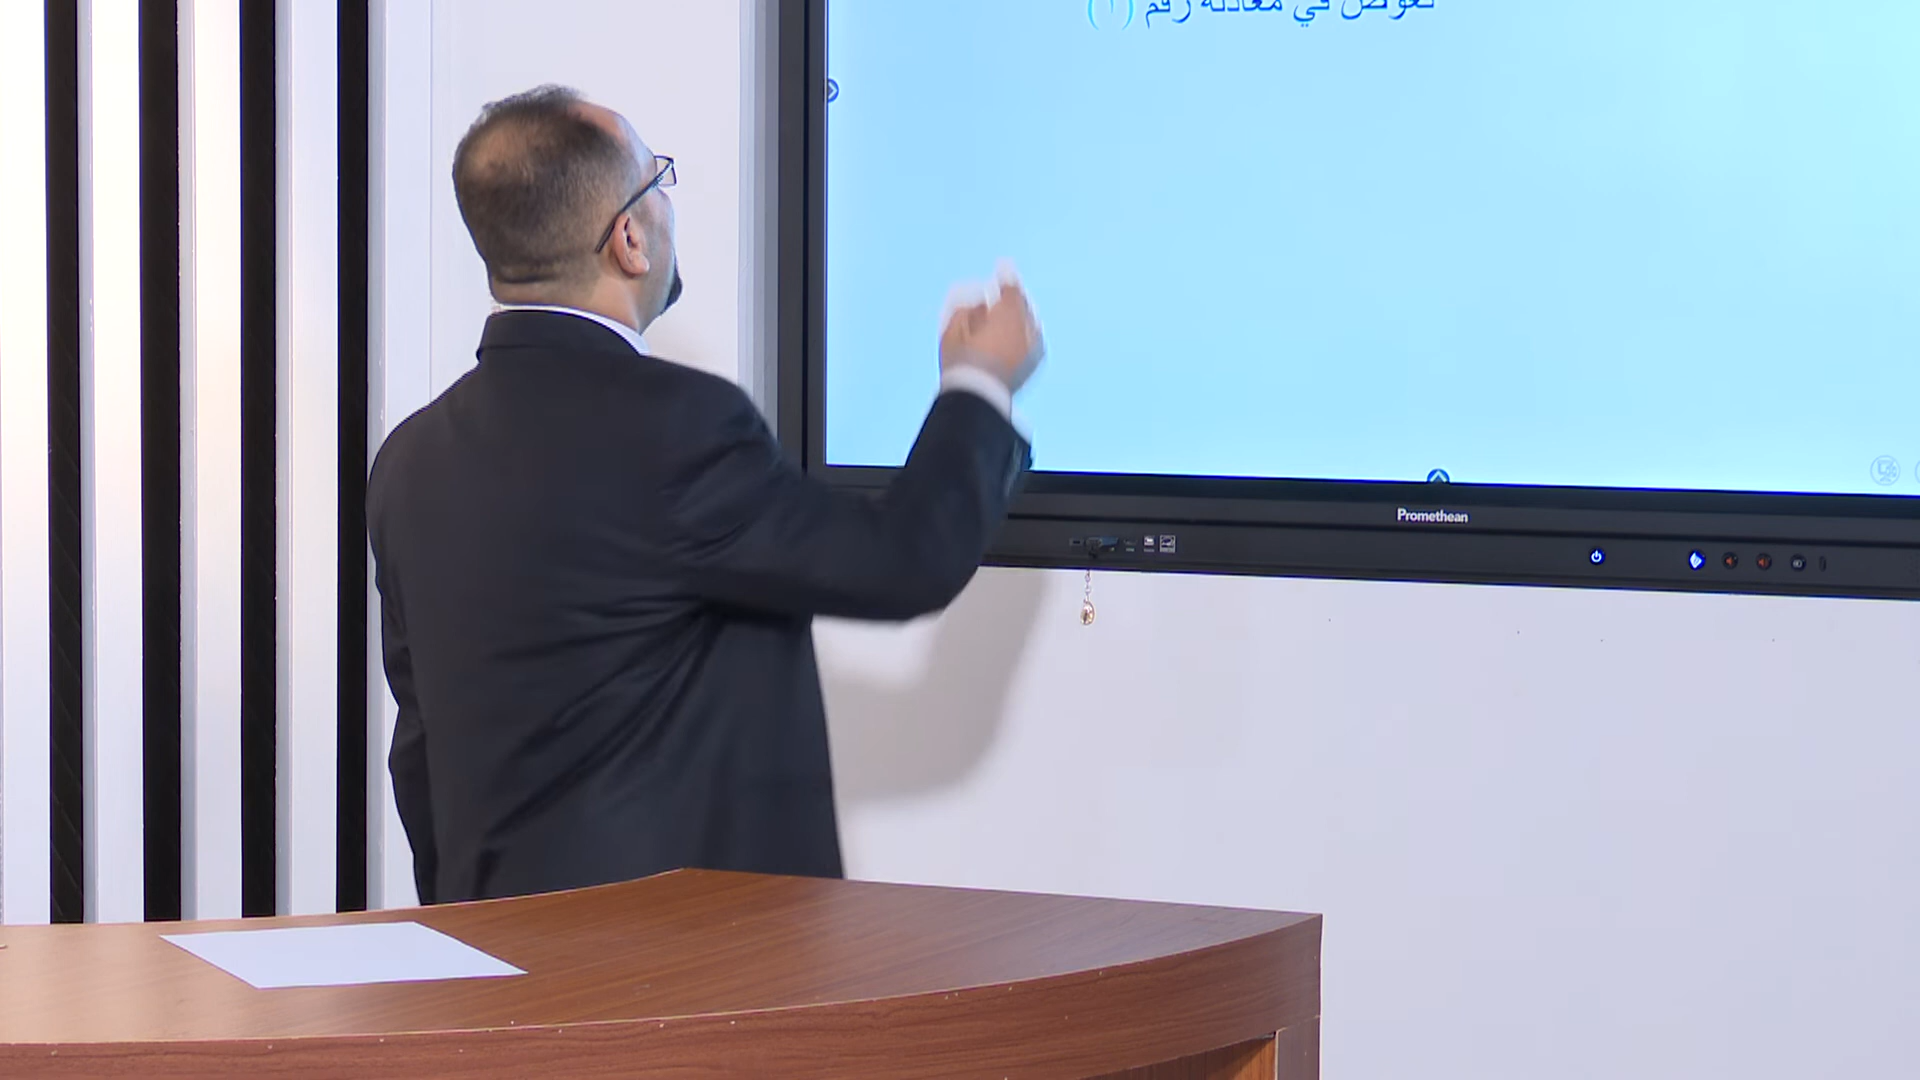 نعوض في معادلة رقم (١)
Promethean